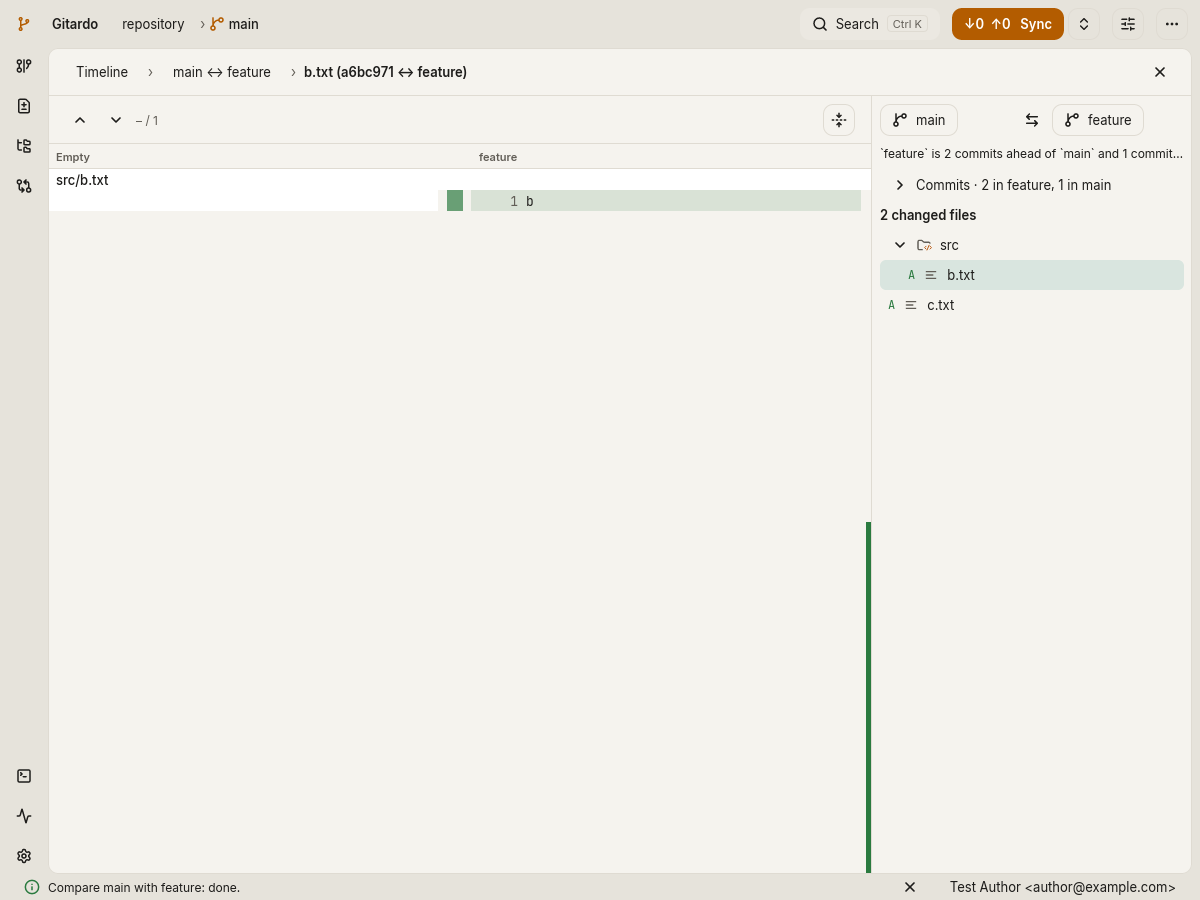 Gitardo repository › main Search Ctrl K ↓0 ↑0 Sync
Timeline › main ↔ feature › b.txt (a6bc971 ↔ feature)
– / 1
main feature
`feature` is 2 commits ahead of `main` and 1 commit...
Empty feature
src/b.txt
1 b
Commits · 2 in feature, 1 in main
2 changed files
src
A b.txt
A c.txt
Compare main with feature: done.
Test Author <author@example.com>